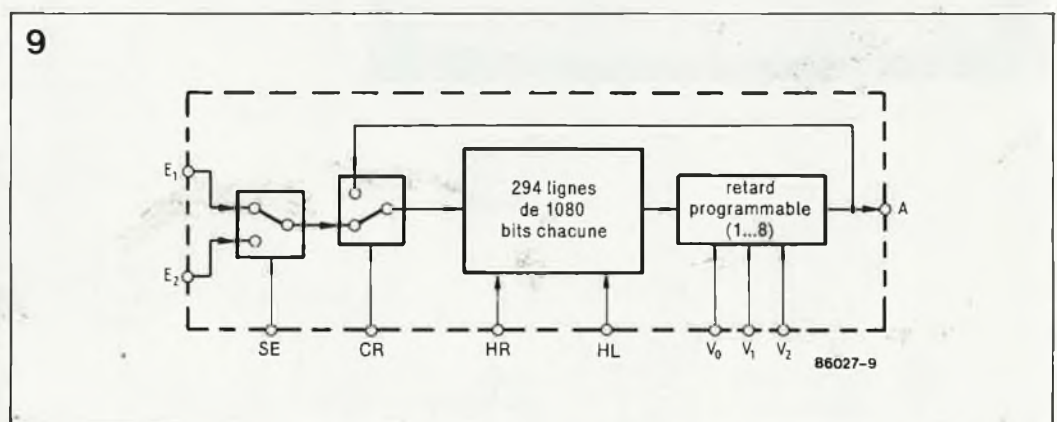 9
E₁
E₂
294 lignes
de 1080
bits chacune
retard
programmable
(1...8)
A
SE
CR
HR
HL
V₀
V₁
V₂
86027-9